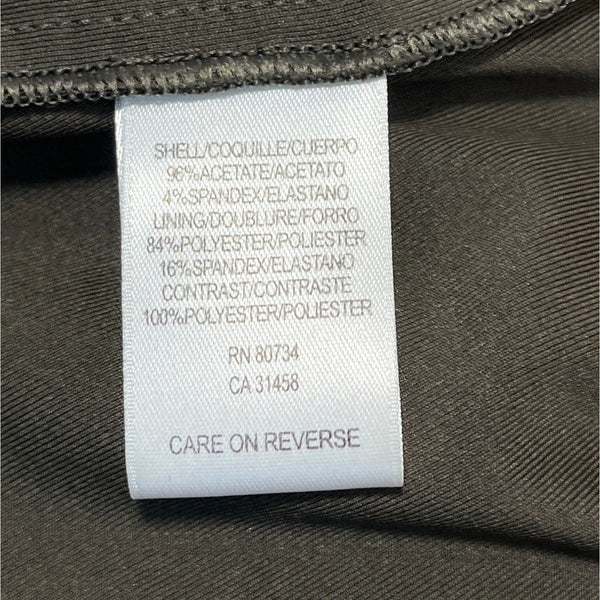 SHELL/COQUILLE/CUERPO
96%ACETATE/ACETATO
4%SPANDEX/ELASTANO
LINING/DOUBLURE/FORRO
84%POLYESTER/POLIESTER
16%SPANDEX/ELASTANO
CONTRAST/CONTRASTE
100%POLYESTER/POLIESTER
RN 80734
CA 31458
CARE ON REVERSE